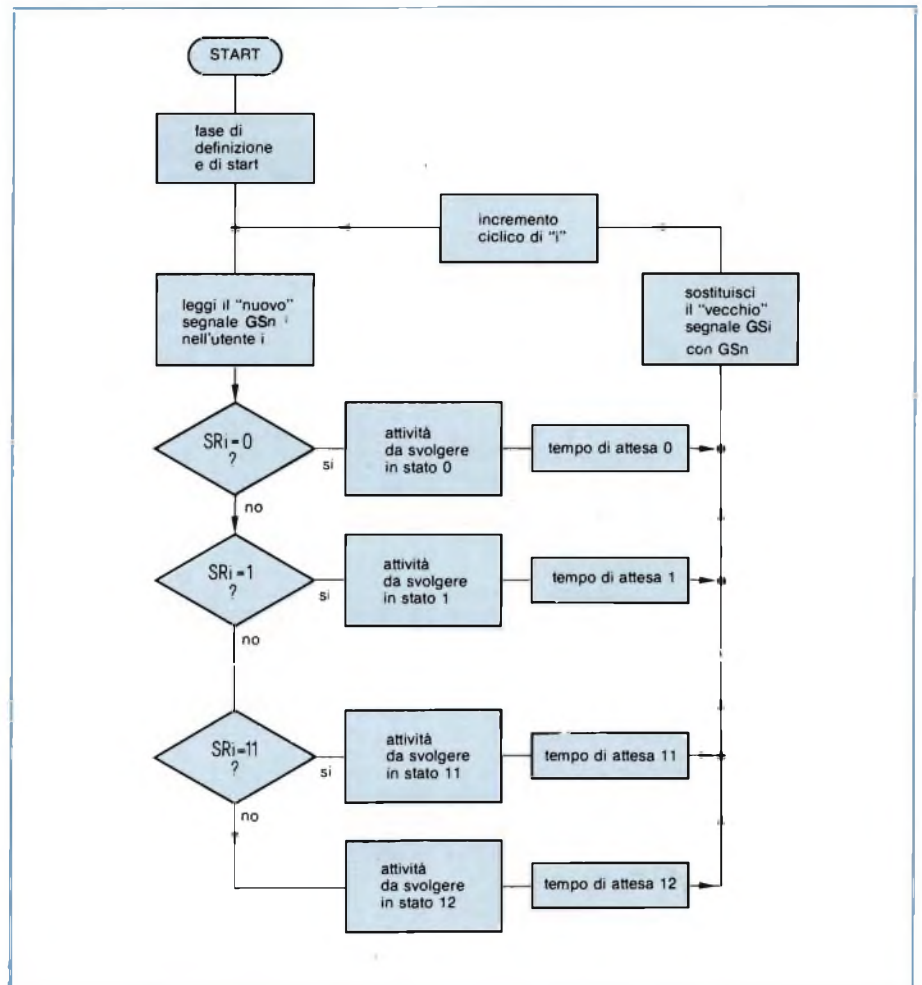 START
fase di
definizione
e di start
incremento
ciclico di "i"
leggi il "nuovo"
segnale GSn
nell'utente i
sostituisci
il "vecchio"
segnale GSi
con GSn
SRi=0
?
si
attività
da svolgere
in stato 0
tempo di attesa 0
no
SRi=1
?
si
attività
da svolgere
in stato 1
tempo di attesa 1
no
SRi=11
?
si
attività
da svolgere
in stato 11
tempo di attesa 11
no
attività
da svolgere
in stato 12
tempo di attesa 12